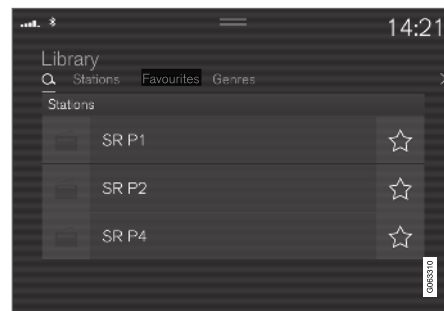 14:21
Library
Stations Favourites Genres
Stations
SR P1
SR P2
SR P4
G063310